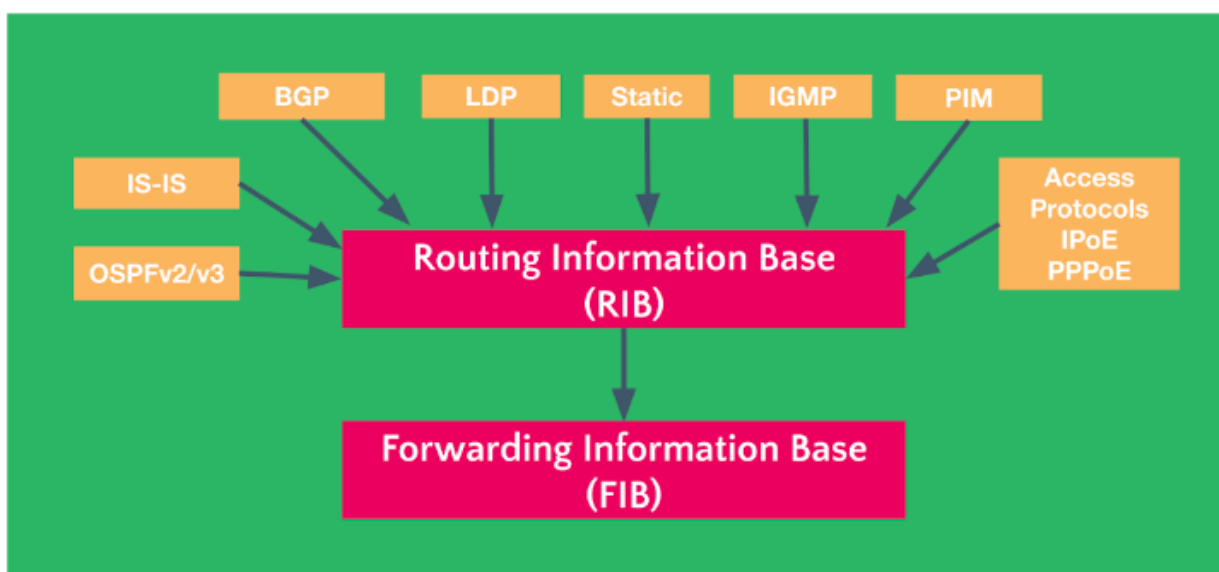 BGP
LDP
Static
IGMP
PIM
IS-IS
OSPFv2/v3
Access
Protocols
IPoE
PPPoE
Routing Information Base
(RIB)
Forwarding Information Base
(FIB)